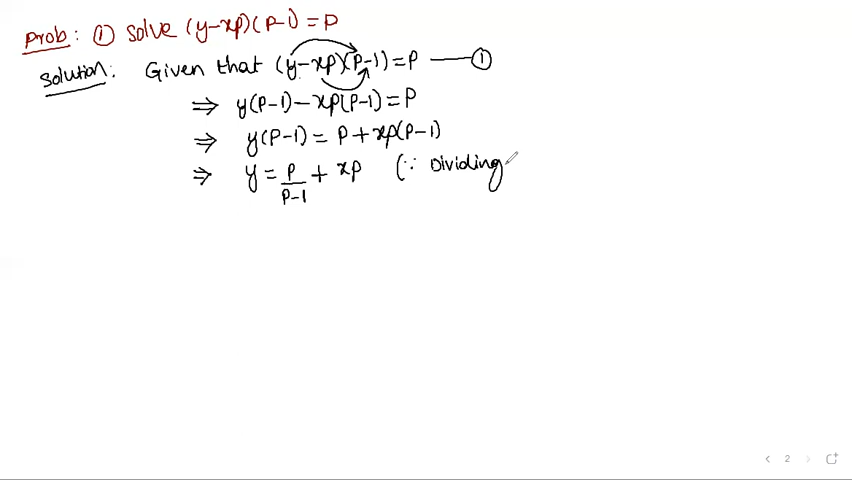 Prob: ① Solve (y-xp)(P-1) = P
Solution: Given that (y-xp)(P-1) = P —— ①
⇒ y(P-1) - xp(P-1) = P
⇒ y(P-1) = P + xp(P-1)
⇒ y = P/(P-1) + xp (∵ Dividing
2